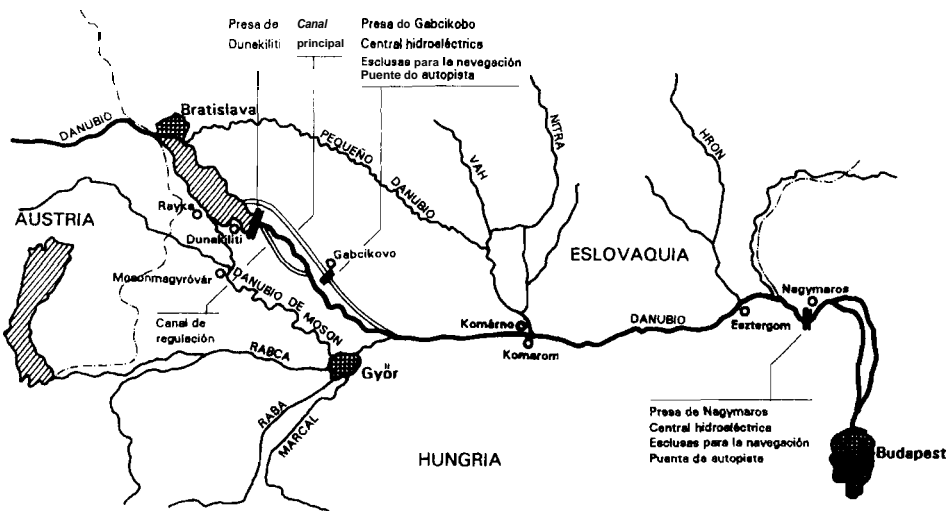 Presa de
Dunakiliti
Canal
principal
Presa do Gabcikobo
Central hidroeléctrica
Esclusas para la navegación
Puente do autopista
Bratislava
DANUBIO
PEQUEÑO
DANUBIO
VAH
NITRA
HRON
AUSTRIA
Rayka
Dunakiliti
Gabcikovo
ESLOVAQUIA
Mosonmagyróvár
DANUBIO DE MOSON
Nagymaros
Canal de
regulación
Komárno
DANUBIO
Esztergom
Komarom
RABCA
Györ
RABA
MARCAL
Presa de Nagymaros
Central hidroeléctrica
Esclusas para la navegación
Puente de autopista
HUNGRIA
Budapest